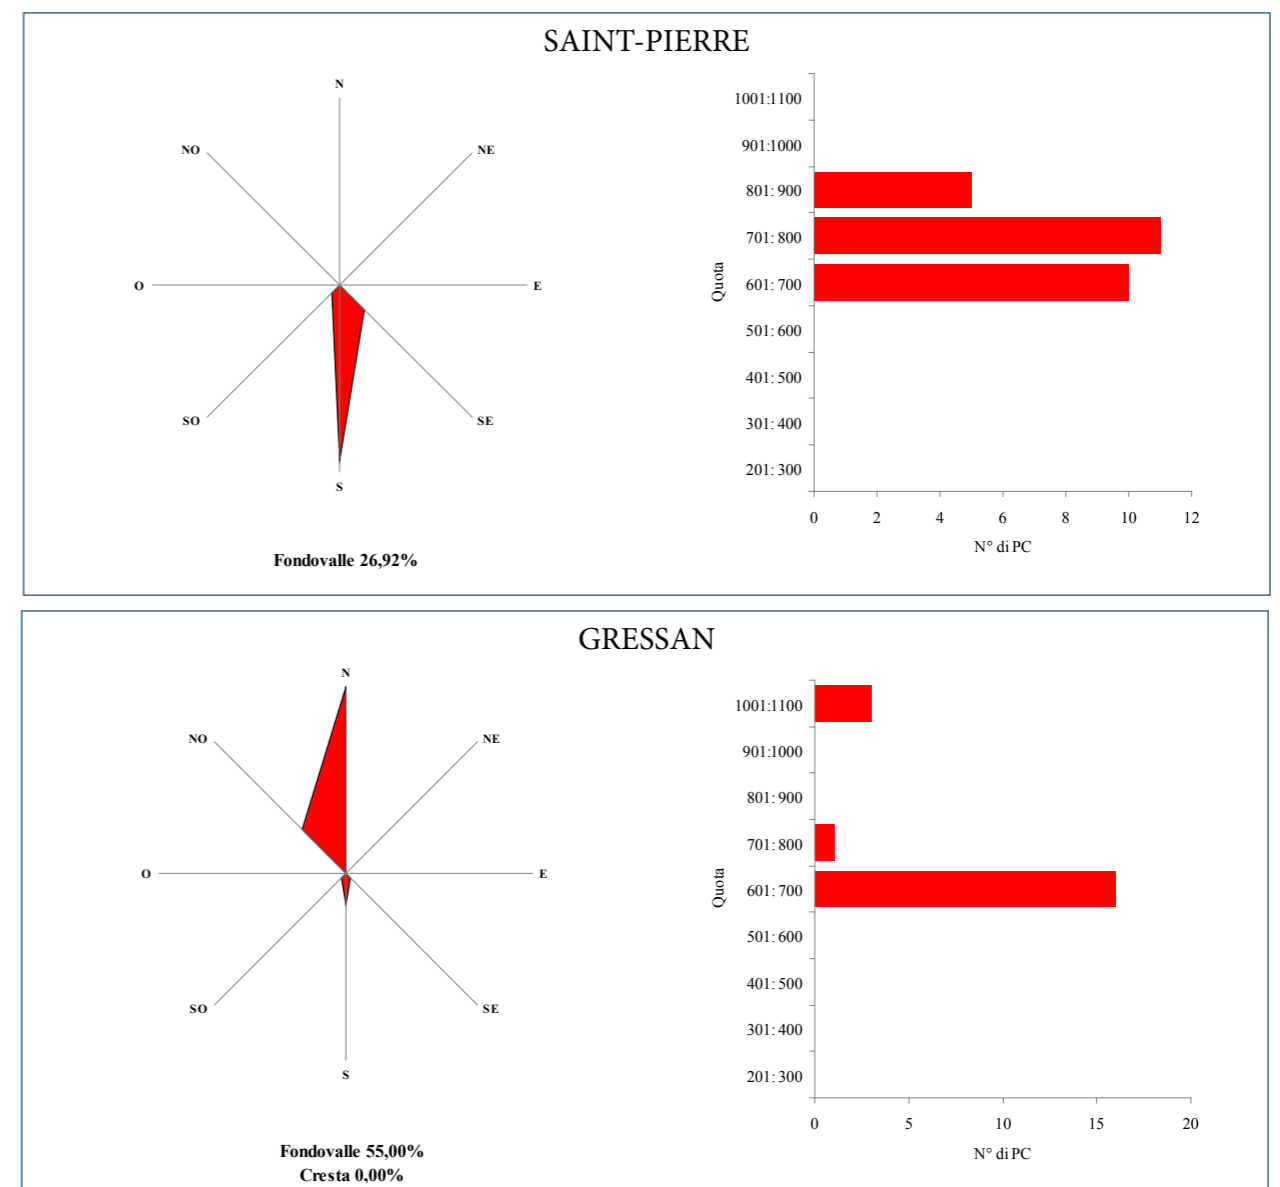 SAINT-PIERRE
N
NO
NE
O
E
SO
SE
S
Fondovalle 26,92%
1001:1100
901:1000
801:900
701:800
601:700
501:600
401:500
301:400
201:300
Quota
0 2 4 6 8 10 12
N° di PC
GRESSAN
N
NO
NE
O
E
SO
SE
S
Fondovalle 55,00%
Cresta 0,00%
1001:1100
901:1000
801:900
701:800
601:700
501:600
401:500
301:400
201:300
Quota
0 5 10 15 20
N° di PC